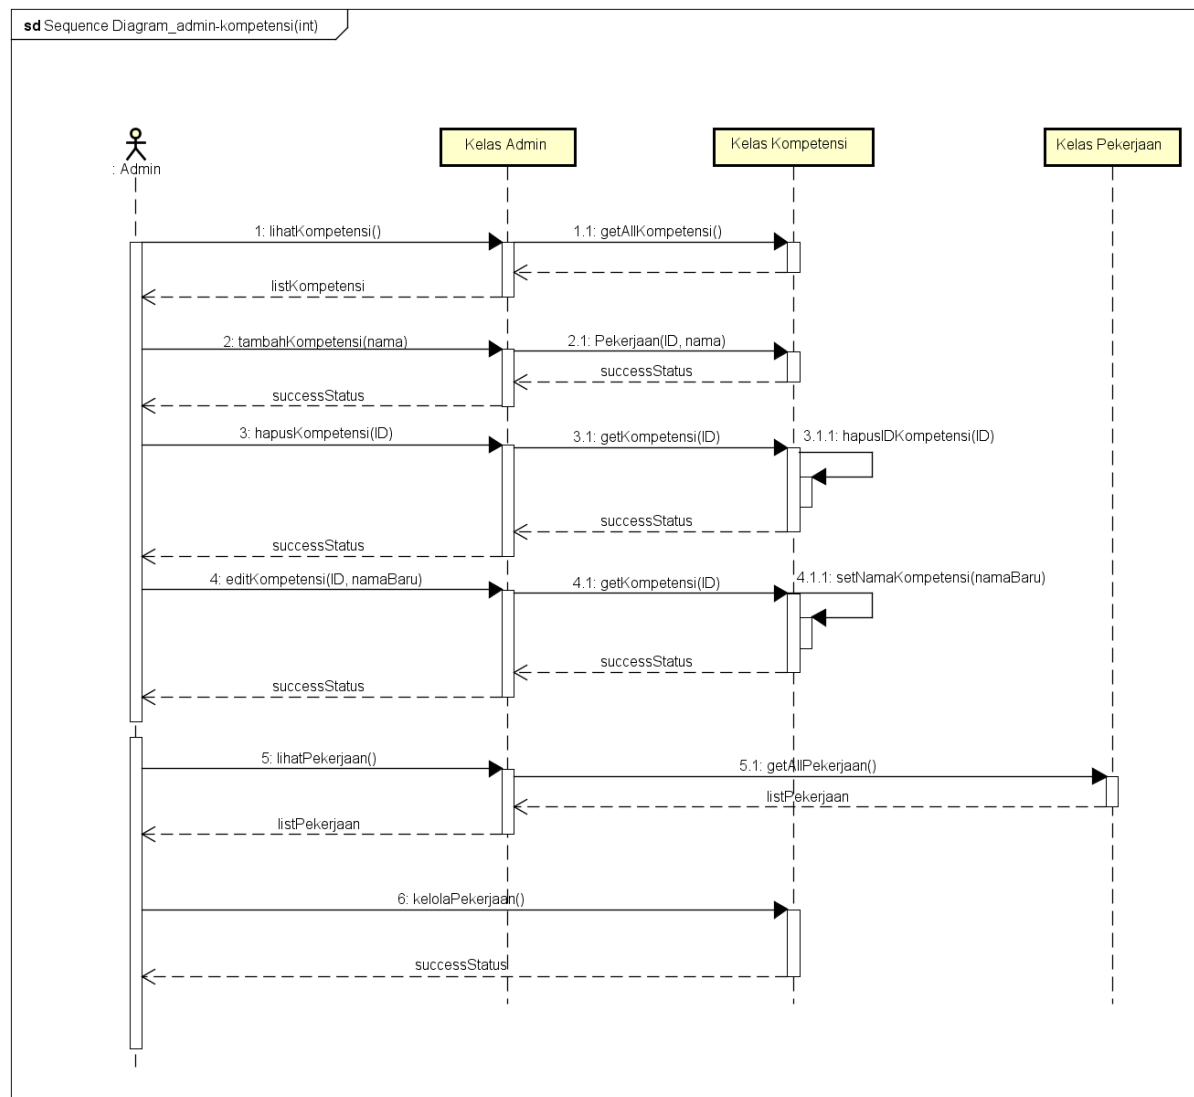 sd Sequence Diagram_admin-kompetensi(int)
: Admin
Kelas Admin
Kelas Kompetensi
Kelas Pekerjaan
1: lihatKompetensi()
1.1: getAllKompetensi()
listKompetensi
2: tambahKompetensi(nama)
2.1: Pekerjaan(ID, nama)
successStatus
successStatus
3: hapusKompetensi(ID)
3.1: getKompetensi(ID)
3.1.1: hapusIDKompetensi(ID)
successStatus
successStatus
4: editKompetensi(ID, namaBaru)
4.1: getKompetensi(ID)
4.1.1: setNamaKompetensi(namaBaru)
successStatus
successStatus
5: lihatPekerjaan()
5.1: getAllPekerjaan()
listPekerjaan
listPekerjaan
6: kelolaPekerjaan()
successStatus